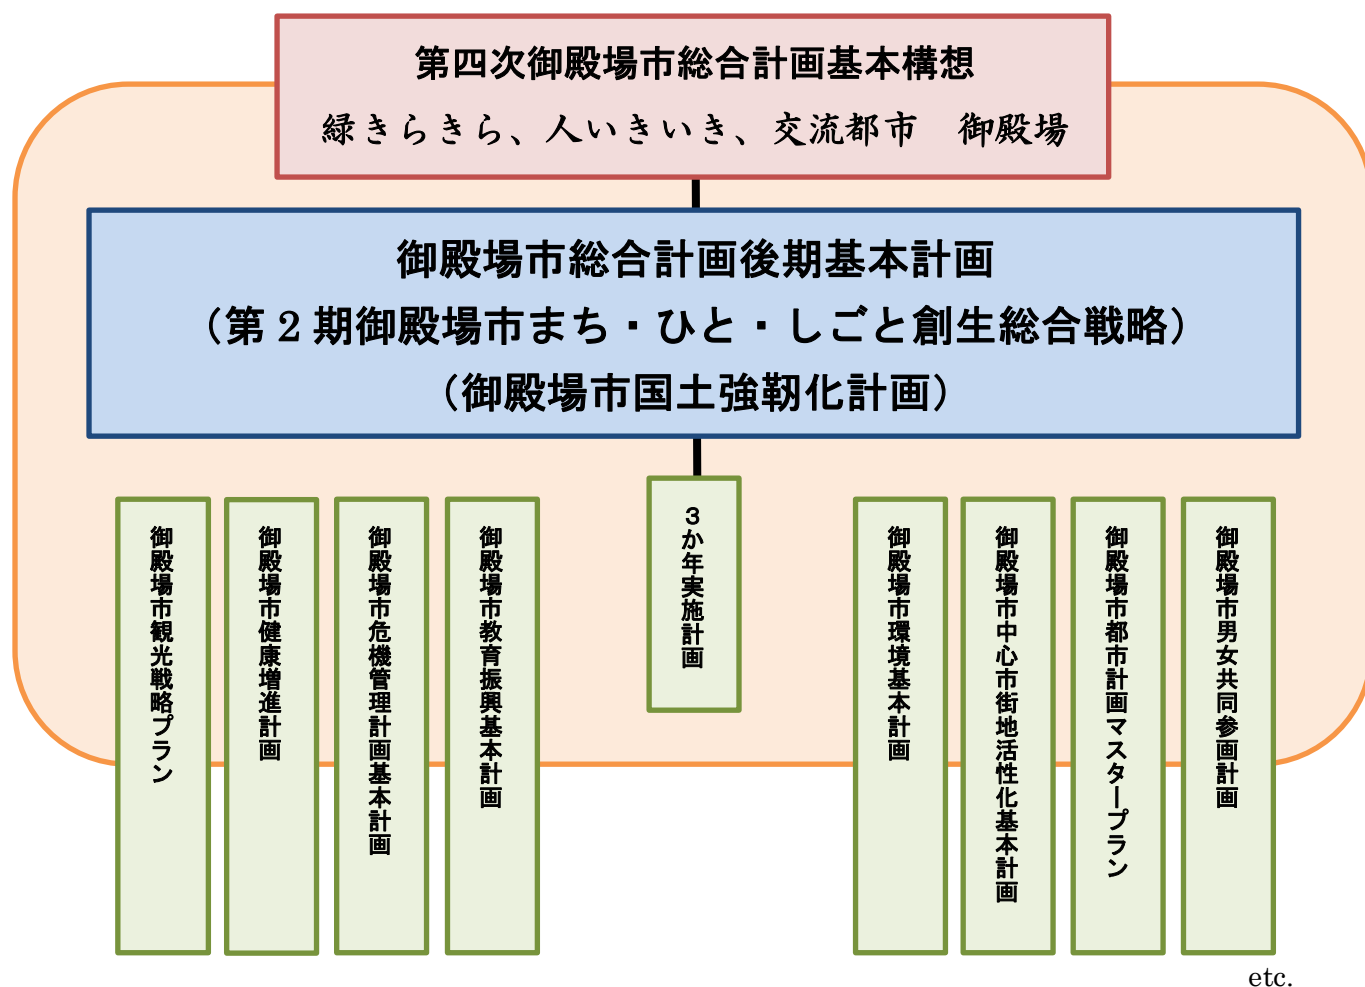 第四次御殿場市総合計画基本構想
緑きらきら、人いきいき、交流都市　御殿場
御殿場市総合計画後期基本計画
（第２期御殿場市まち・ひと・しごと創生総合戦略）
（御殿場市国土強靭化計画）
御殿場市観光戦略プラン
御殿場市健康増進計画
御殿場市危機管理計画基本計画
御殿場市教育振興基本計画
３か年実施計画
御殿場市環境基本計画
御殿場市中心市街地活性化基本計画
御殿場市都市計画マスタープラン
御殿場市男女共同参画計画
etc.